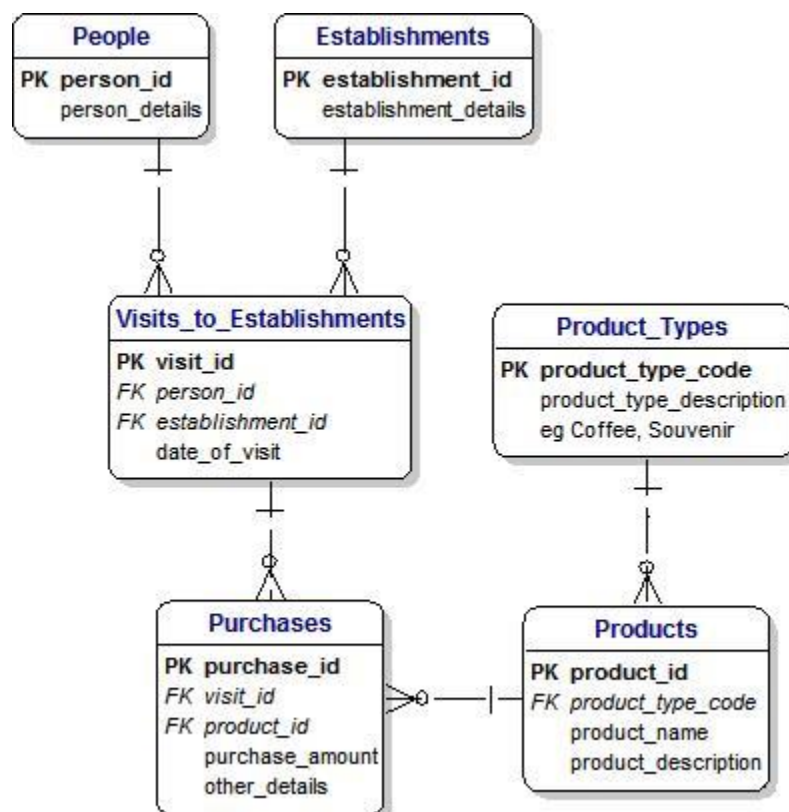 People
PK person_id
person_details
Establishments
PK establishment_id
establishment_details
Visits_to_Establishments
PK visit_id
FK person_id
FK establishment_id
date_of_visit
Product_Types
PK product_type_code
product_type_description
eg Coffee, Souvenir
Purchases
PK purchase_id
FK visit_id
FK product_id
purchase_amount
other_details
Products
PK product_id
FK product_type_code
product_name
product_description